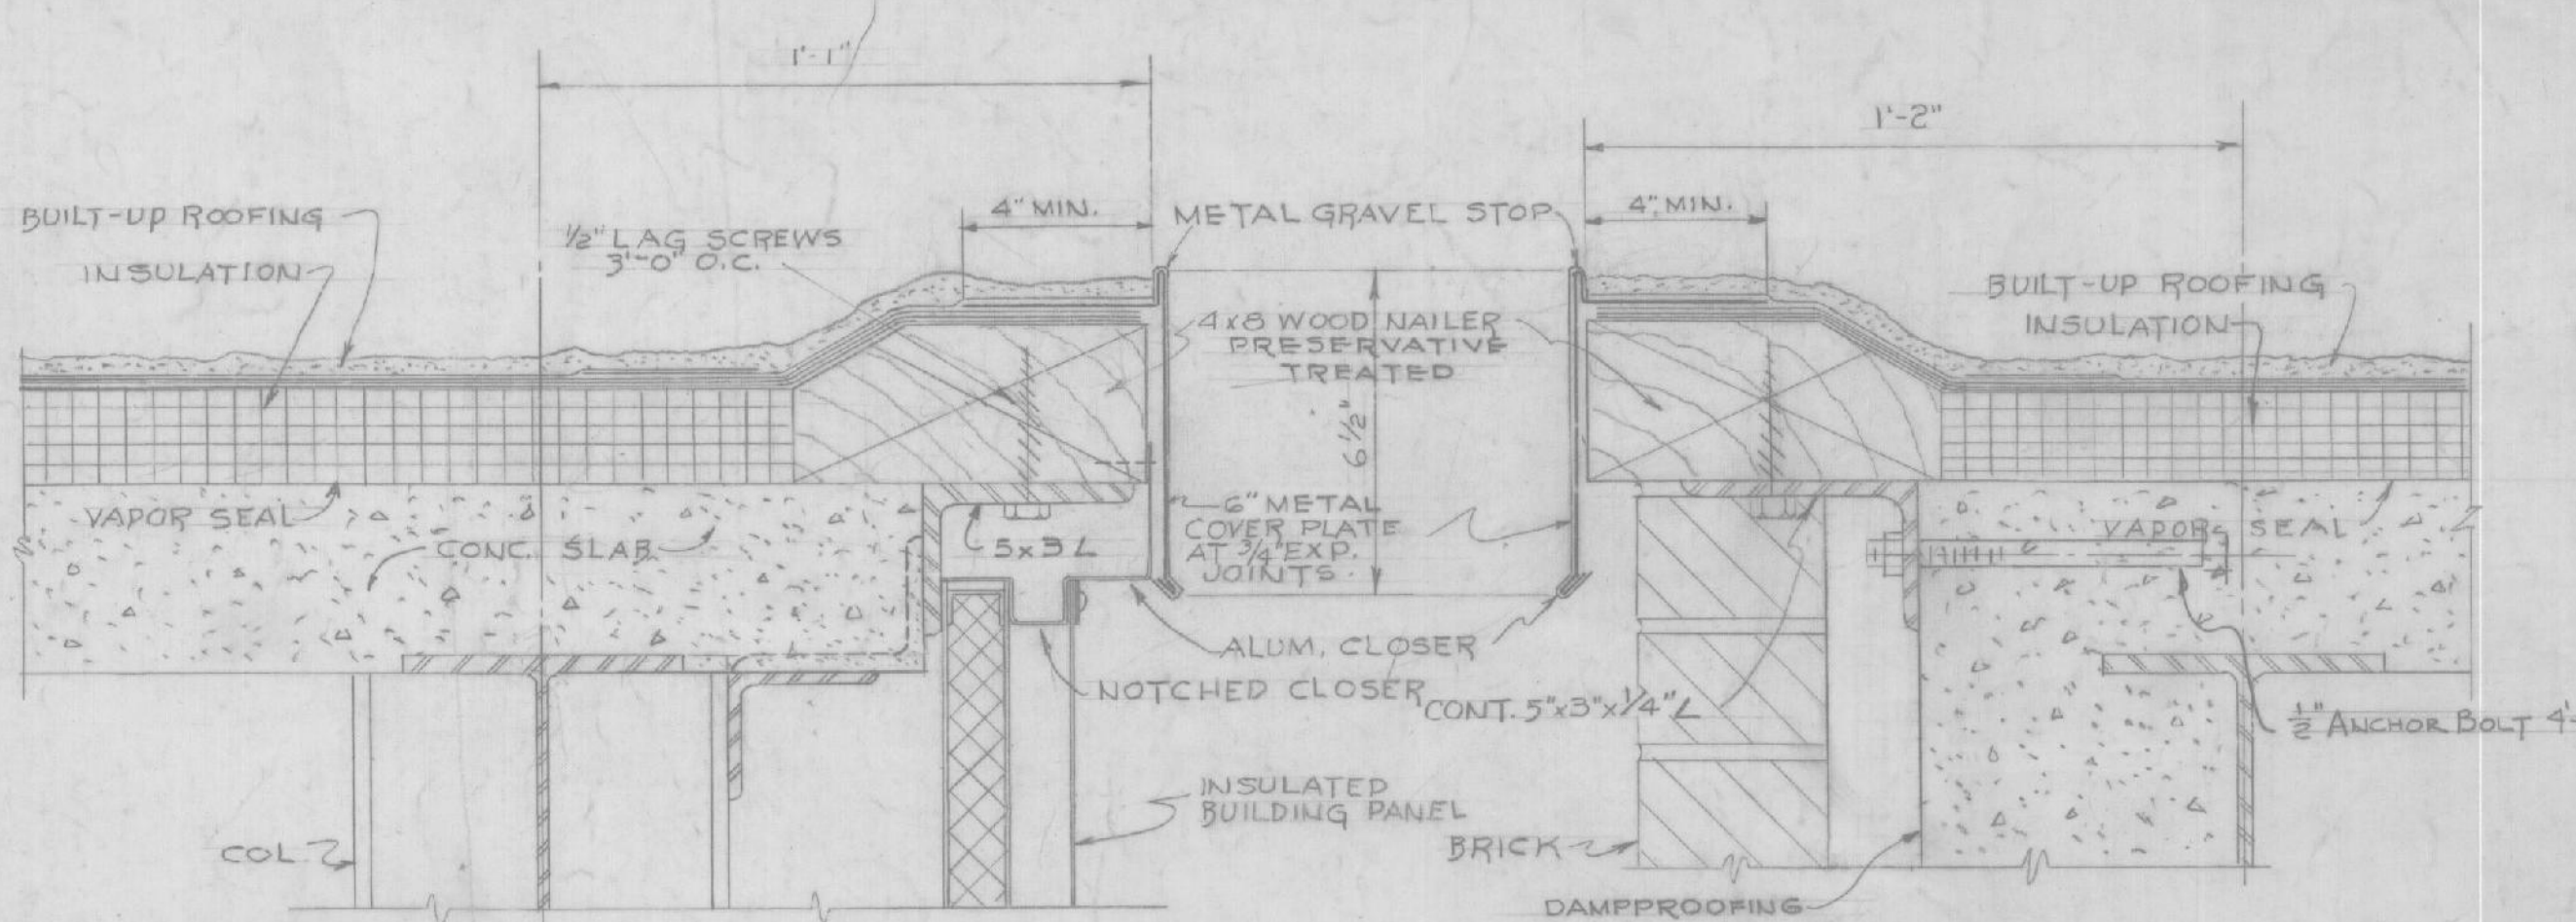 1'-1"
1'-2"
BUILT-UP ROOFING
INSULATION
1/2" LAG SCREWS
3'-0" O.C.
4" MIN.
METAL GRAVEL STOP
4" MIN.
BUILT-UP ROOFING
INSULATION
4x8 WOOD NAILER
PRESERVATIVE
TREATED
6 1/2"
VAPOR SEAL
CONC. SLAB
5x3 L
6" METAL
COVER PLATE
AT 3/4" EXP.
JOINTS.
VAPOR SEAL
ALUM. CLOSER
NOTCHED CLOSER
CONT. 5"x3"x1/4" L
1/2" ANCHOR BOLT 4'-
INSULATED
BUILDING PANEL
COL.
BRICK
DAMPPROOFING